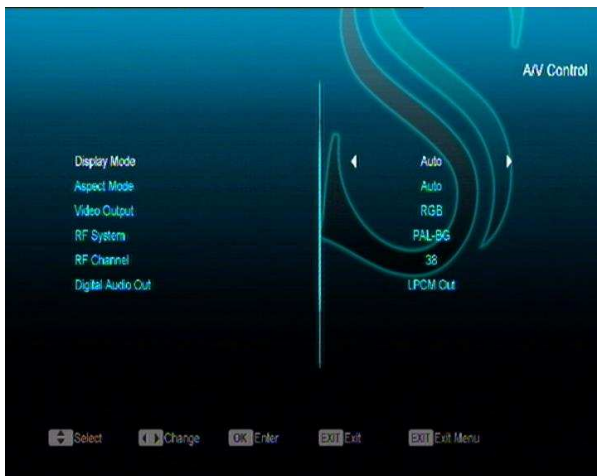 A/V Control
Display Mode Auto
Aspect Mode Auto
Video Output RGB
RF System PAL-BG
RF Channel 38
Digital Audio Out LPCM Out
Select Change OK Enter EXIT Exit EXIT Exit Menu